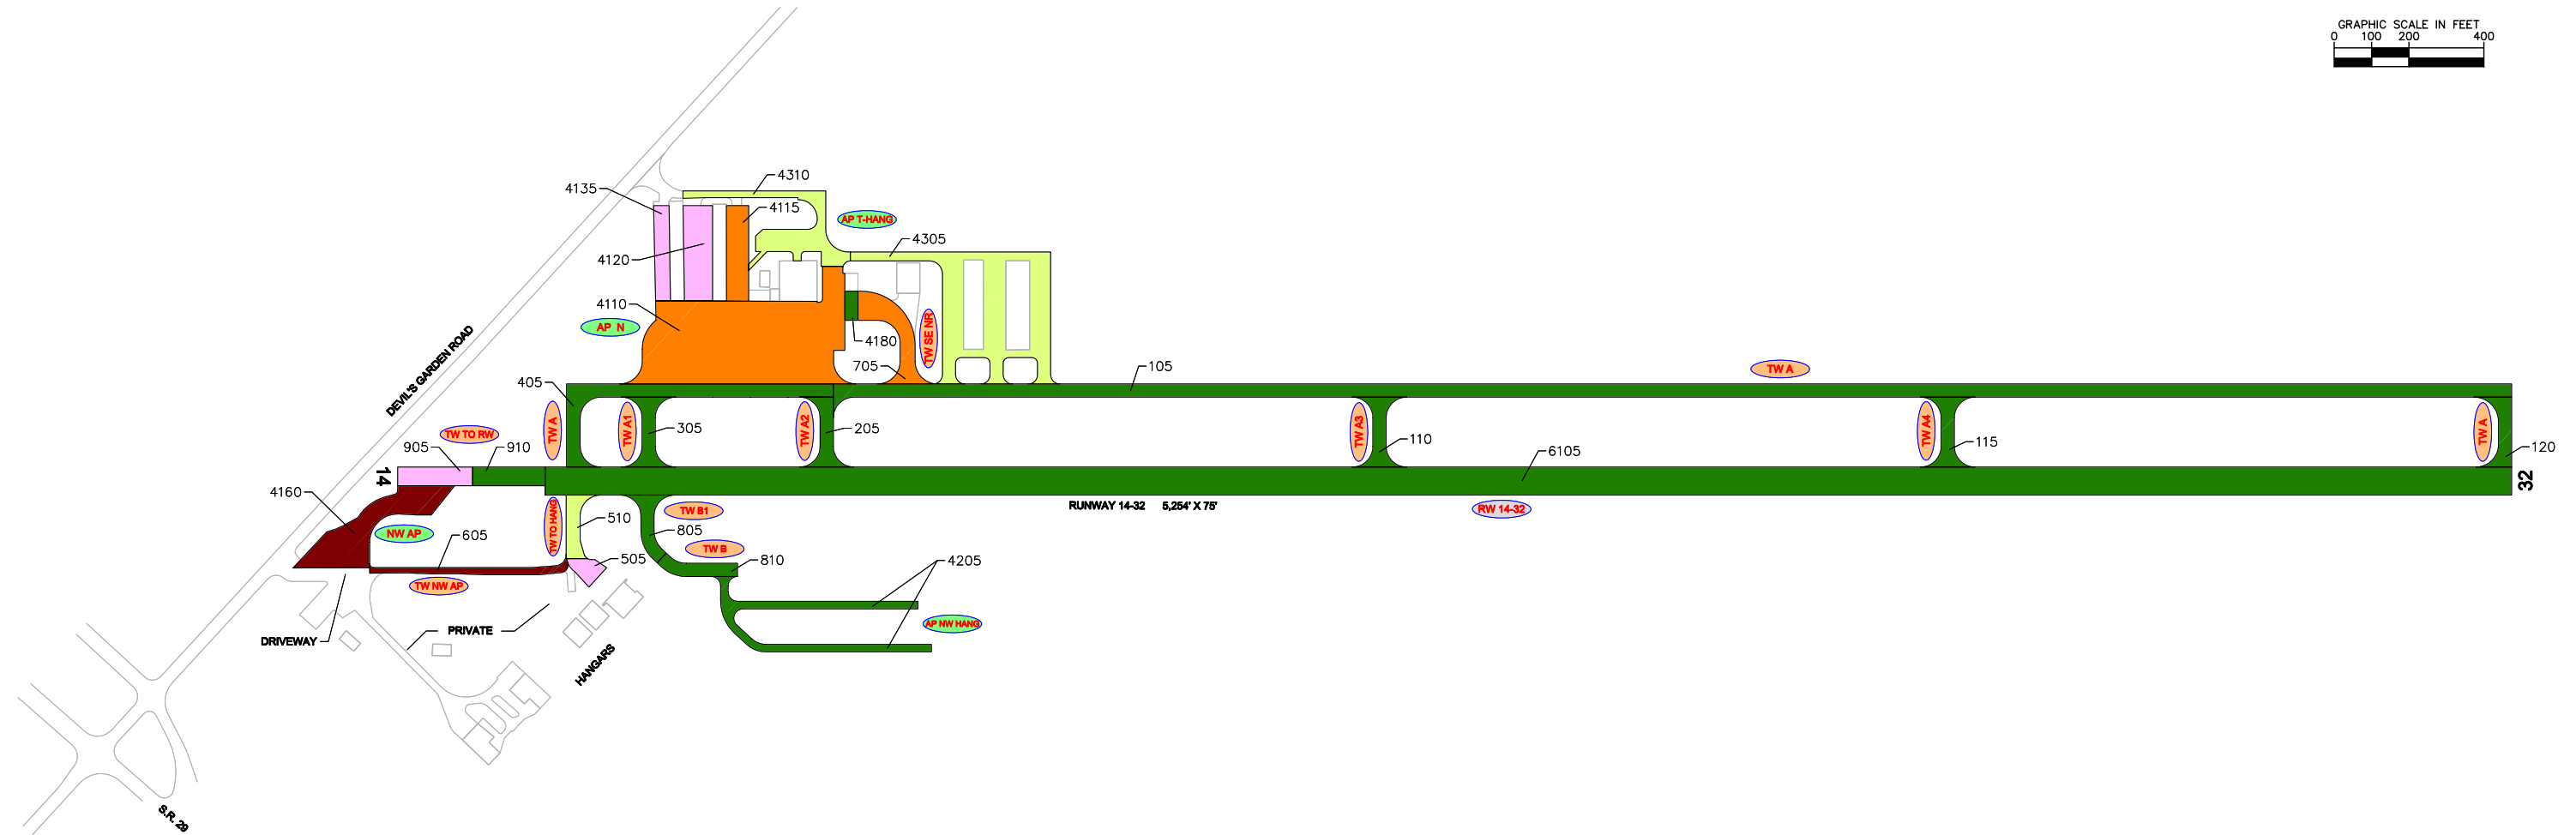 GRAPHIC SCALE IN FEET
0 100 200 400
4310
4135
4115
AP T-HANG
4305
4120
4110
AP N
TW SE NR
4180
705
105
TW A
DEVIL'S GARDEN ROAD
405
TW A
TW A1
305
TW A2
205
TW A3
110
TW A4
115
TW A
120
TW TO RW
905
910
6105
14
32
4160
RUNWAY 14-32 5,254' X 75'
RW 14-32
TW TO HANG
510
TW B1
805
NW AP
605
TW B
505
810
4205
TW NW AP
AP NW HANG
PRIVATE
DRIVEWAY
HANGARS
S.R. 29